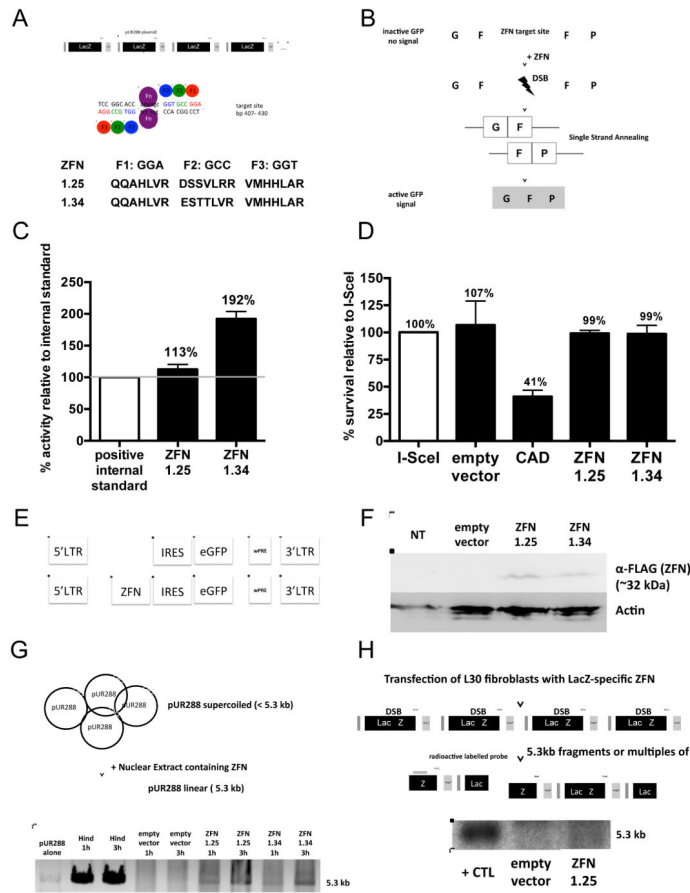 A
pUR288 plasmid
LacZ LacZ LacZ LacZ
Fn F3 F2 F1
TCC GGC ACC GGT GCC GGA
AGG CCG TGG CCA CGG CCT
F1 F2 F3 Fn
target site
bp 407- 430
ZFN F1: GGA F2: GCC F3: GGT
1.25 QQAHLVR DSSVLRR VMHHLAR
1.34 QQAHLVR ESTTLVR VMHHLAR
B
inactive GFP
no signal
G F ZFN target site F P
+ ZFN
G F DSB F P
G F
F P
Single Strand Annealing
active GFP
signal
G F P
C
% activity relative to internal standard
250
200
150
100
50
0
113%
192%
positive
internal
standard
ZFN
1.25
ZFN
1.34
D
% survival relative to I-SceI
150
125
100
75
50
25
0
100%
107%
41%
99%
99%
I-SceI
empty
vector
CAD
ZFN
1.25
ZFN
1.34
E
5'LTR IRES eGFP wPRE 3'LTR
5'LTR ZFN IRES eGFP wPRE 3'LTR
F
NT
empty
vector
ZFN
1.25
ZFN
1.34
α-FLAG (ZFN)
(~32 kDa)
Actin
G
pUR288
pUR288 pUR288
pUR288
pUR288 supercoiled (< 5.3 kb)
+ Nuclear Extract containing ZFN
pUR288 linear ( 5.3 kb)
pUR288
alone
Hind
1h
Hind
3h
empty
vector
1h
empty
vector
3h
ZFN
1.25
1h
ZFN
1.25
3h
ZFN
1.34
1h
ZFN
1.34
3h
5.3 kb
H
Transfection of L30 fibroblasts with LacZ-specific ZFN
DSB DSB DSB DSB
Lac Z Lac Z Lac Z Lac Z
5.3kb fragments or multiples of
radioactive labelled probe
Z Lac Z Lac Z Lac
5.3 kb
+ CTL
empty
vector
ZFN
1.25